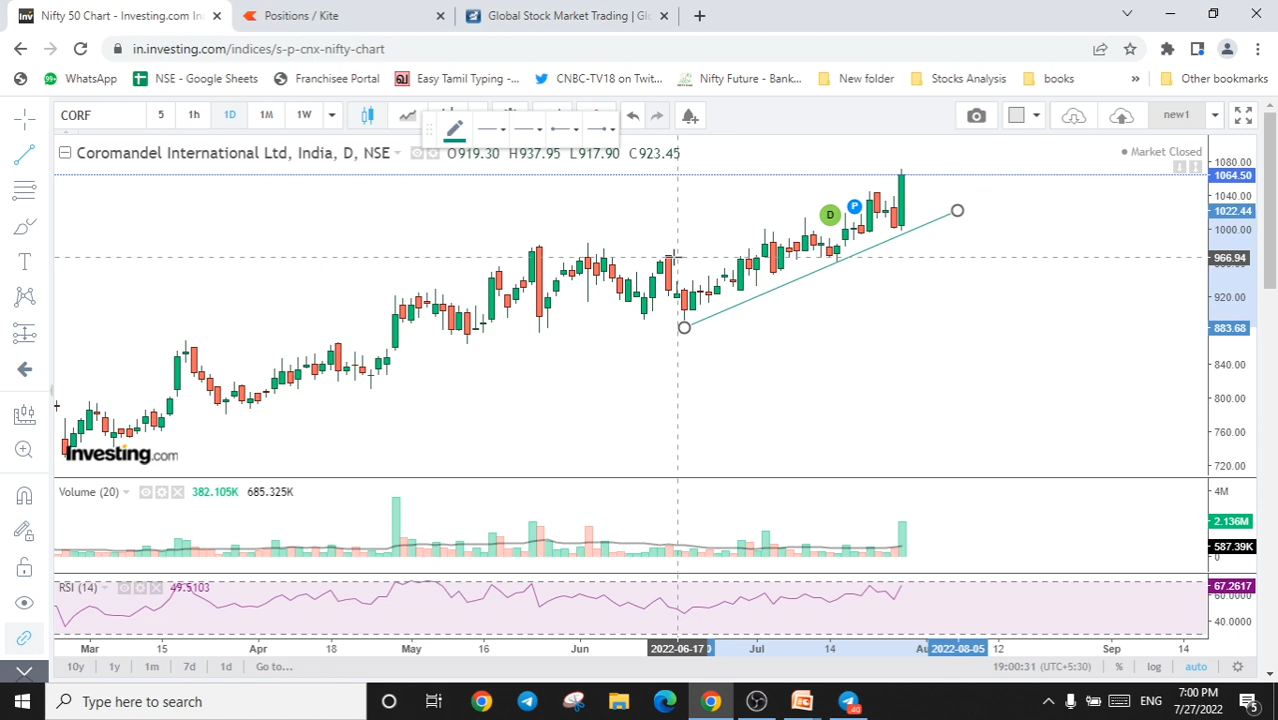 Nifty 50 Chart - Investing.com In
Positions / Kite
Global Stock Market Trading | Gl
in.investing.com/indices/s-p-cnx-nifty-chart
99+ WhatsApp
NSE - Google Sheets
Franchisee Portal
Easy Tamil Typing -...
CNBC-TV18 on Twit...
Nifty Future - Bank...
New folder
Stocks Analysis
books
»
Other bookmarks
CORF 5 1h 1D 1M 1W new1
Coromandel International Ltd, India, D, NSE O919.30 H937.95 L917.90 C923.45
Market Closed
1080.00
1064.50
1040.00
1022.44
1000.00
966.94
920.00
883.68
840.00
800.00
760.00
720.00
D P
Investing.com
Volume (20) 382.105K 685.325K
4M
2.136M
587.39K
0
RSI (14) 49.5103
67.2617
60.0000
40.0000
Mar 15 Apr 18 May 16 Jun 2022-06-17 Jul 14 2022-08-05 12 Sep 14
10y 1y 1m 7d 1d Go to... 19:00:31 (UTC+5:30) % log auto
Type here to search
40
ENG
7:00 PM
7/27/2022
5